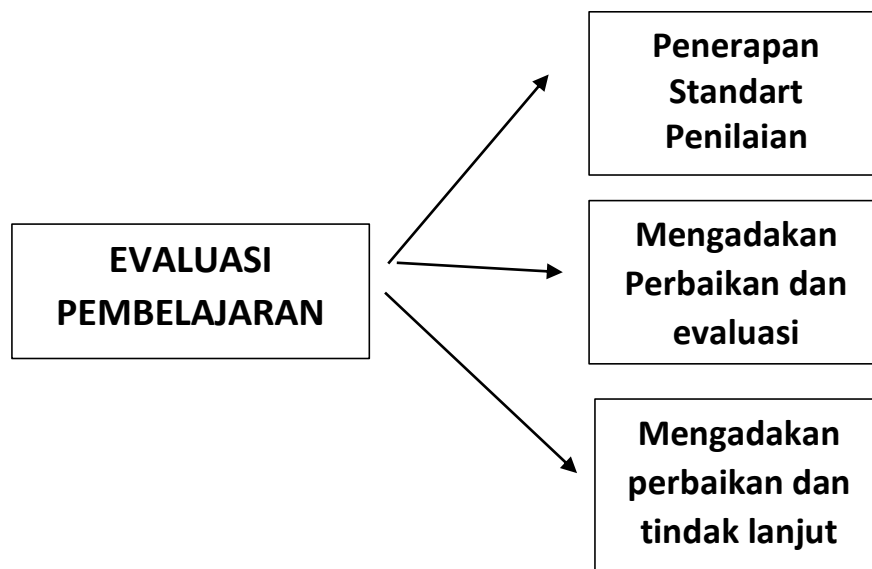 EVALUASI
PEMBELAJARAN
Penerapan
Standart
Penilaian
Mengadakan
Perbaikan dan
evaluasi
Mengadakan
perbaikan dan
tindak lanjut